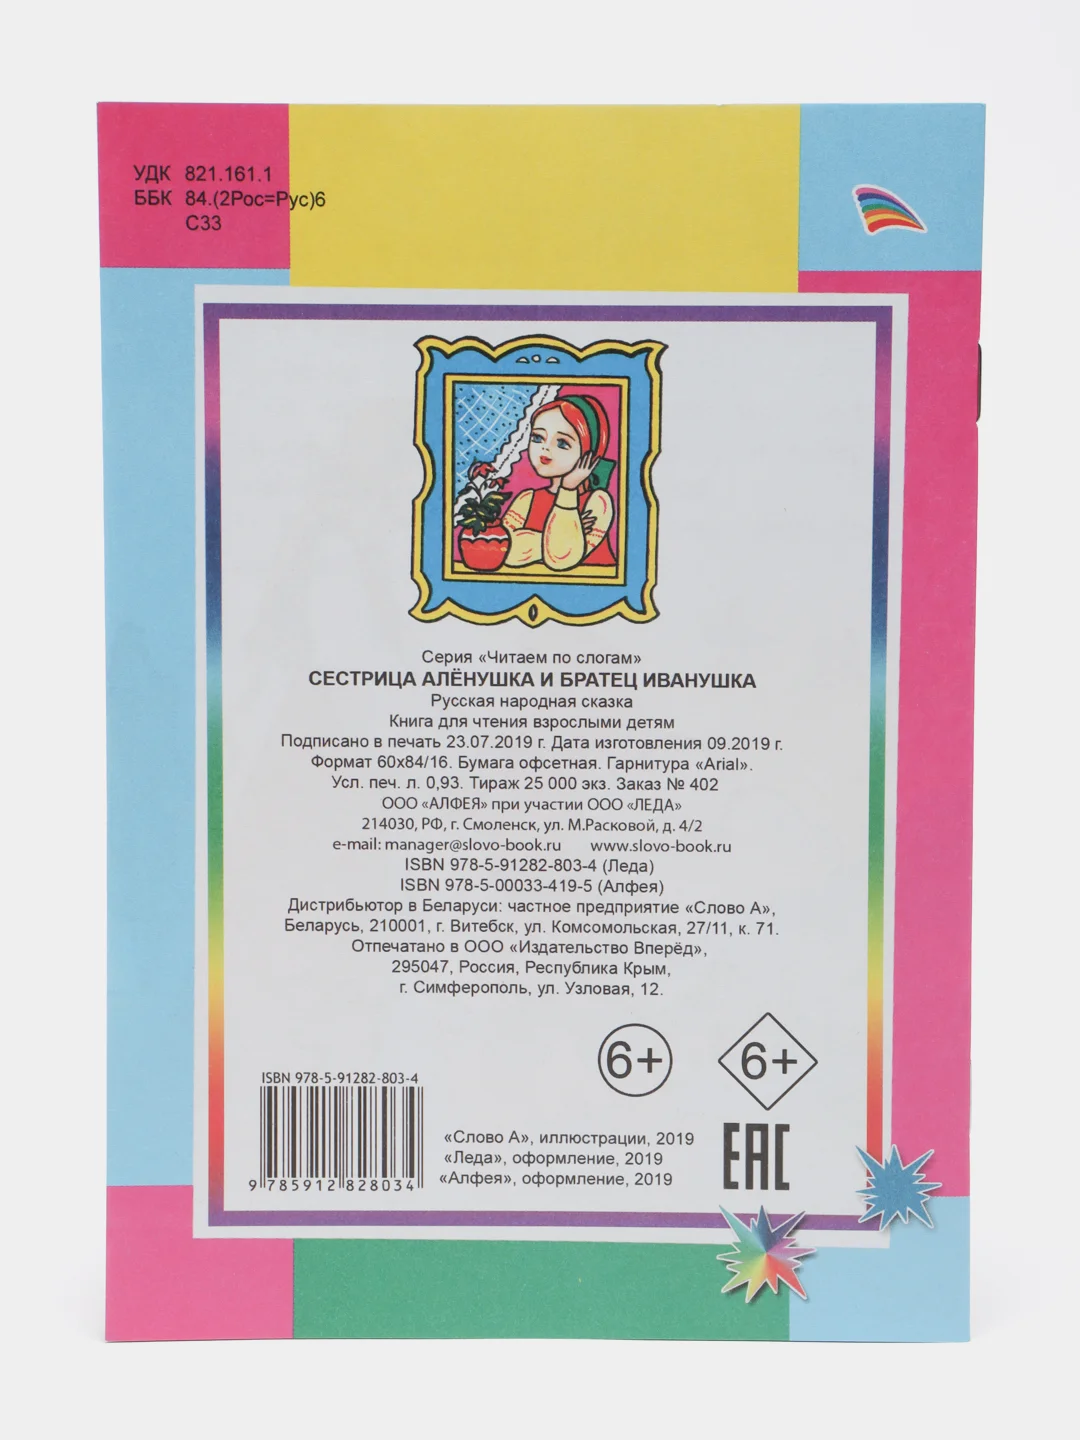 УДК 821.161.1
ББК 84.(2Рос=Рус)6
С33
Серия «Читаем по слогам»
СЕСТРИЦА АЛЁНУШКА И БРАТЕЦ ИВАНУШКА
Русская народная сказка
Книга для чтения взрослыми детям
Подписано в печать 23.07.2019 г. Дата изготовления 09.2019 г.
Формат 60х84/16. Бумага офсетная. Гарнитура «Arial».
Усл. печ. л. 0,93. Тираж 25 000 экз. Заказ № 402
ООО «АЛФЕЯ» при участии ООО «ЛЕДА»
214030, РФ, г. Смоленск, ул. М.Расковой, д. 4/2
e-mail: manager@slovo-book.ru www.slovo-book.ru
ISBN 978-5-91282-803-4 (Леда)
ISBN 978-5-00033-419-5 (Алфея)
Дистрибьютор в Беларуси: частное предприятие «Слово А»,
Беларусь, 210001, г. Витебск, ул. Комсомольская, 27/11, к. 71.
Отпечатано в ООО «Издательство Вперёд»,
295047, Россия, Республика Крым,
г. Симферополь, ул. Узловая, 12.
6+ 6+
ISBN 978-5-91282-803-4
9 785912 828034
«Слово А», иллюстрации, 2019
«Леда», оформление, 2019
«Алфея», оформление, 2019
EAC